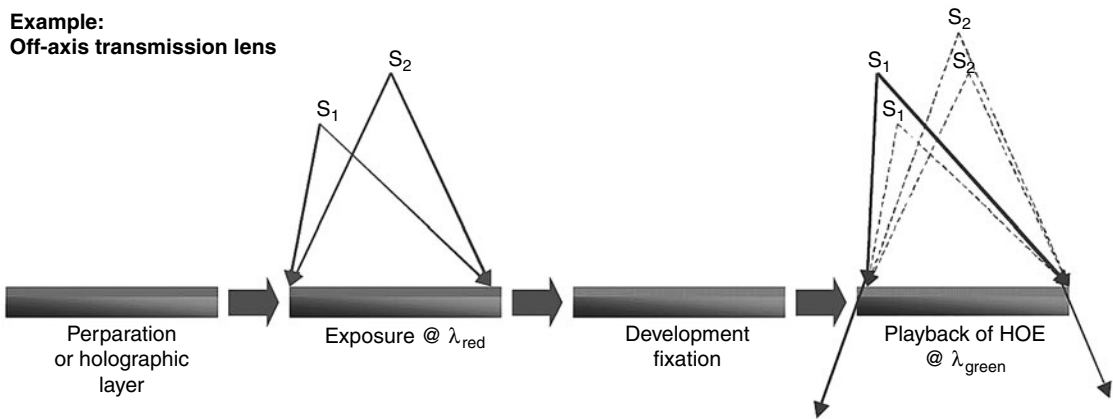 Example:
Off-axis transmission lens
S1
S2
S2
S1
S2
S1
Perparation
or holographic
layer
Exposure @ λred
Development
fixation
Playback of HOE
@ λgreen